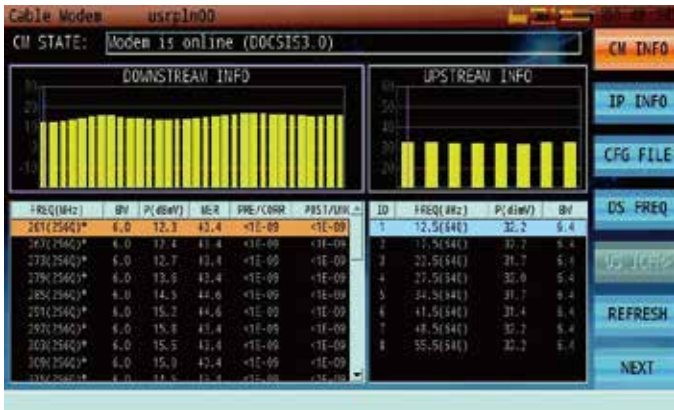 Cable Modem usrpln00
CM STATE: Modem is online (DOCSIS3.0)
CM INFO
DOWNSTREAM INFO UPSTREAM INFO
IP INFO
CFG FILE
DS FREQ
REFRESH
NEXT
FREQ(MHz) BW P(dBmV) MER PRE/CORR
261(256Q)* 6.0 12.3 43.4 <1E-09 <1E-09
267(256Q)* 6.0 12.4 43.4 <1E-09 <1E-09
273(256Q)* 6.0 12.7 43.4 <1E-09 <1E-09
279(256Q)* 6.0 13.8 43.4 <1E-09 <1E-09
285(256Q)* 6.0 14.5 44.6 <1E-09 <1E-09
291(256Q)* 6.0 15.2 44.6 <1E-09 <1E-09
297(256Q)* 6.0 15.8 43.4 <1E-09 <1E-09
303(256Q)* 6.0 15.5 43.4 <1E-09 <1E-09
309(256Q)* 6.0 43.4 <1E-09 <1E-09
ID FREQ(MHz) P(dBmV) BW
1 12.5(64Q) 32.2 6.4
2 32.2 6.4
3 22.5(64Q) 31.7 6.4
4 27.5(64Q) 32.0 6.4
5 34.5(64Q) 31.7 6.4
6 41.5(64Q) 31.4 6.4
7 48.5(64Q) 32.2 6.4
8 55.5(64Q) 32.2 6.4